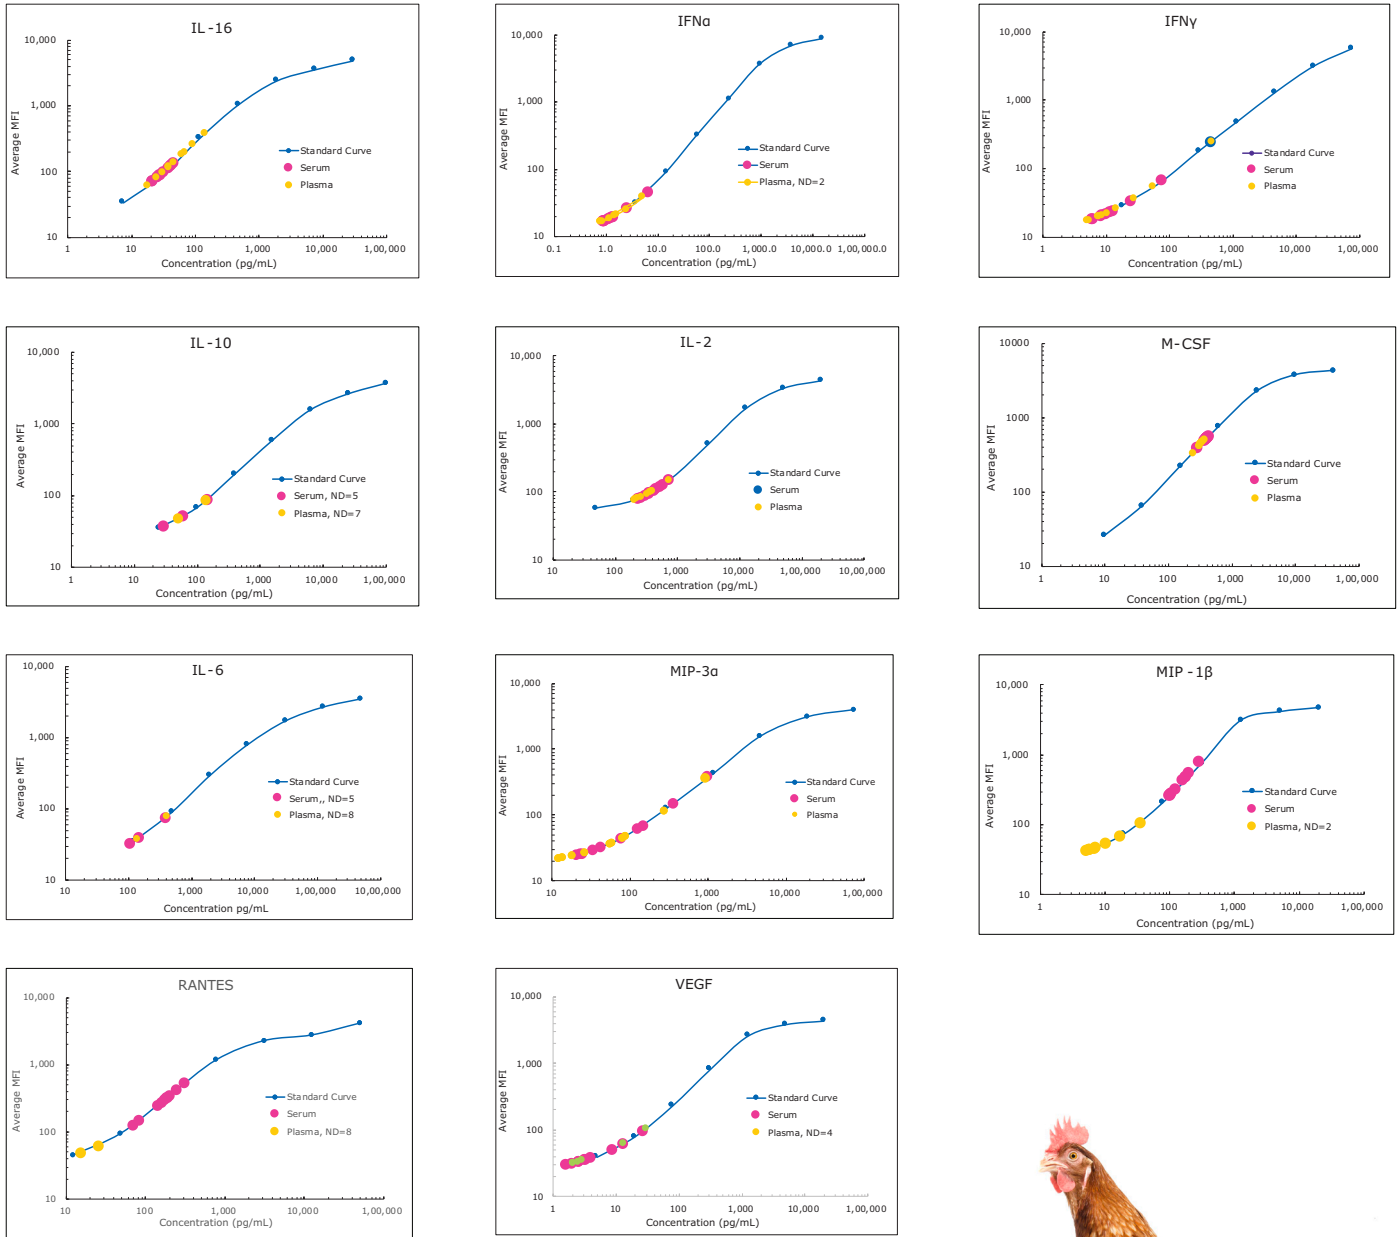 IL-16
10,000
1,000
100
10
1
10
100
1,000
10,000
1,00,000
Average MFI
Concentration (pg/mL)
Standard Curve
Serum
Plasma
IFNα
10,000
1,000
100
10
0.1
1.0
10.0
100.0
1,000.0
10,000.0
1,00,000.0
Average MFI
Concentration (pg/mL)
Standard Curve
Serum
Plasma, ND=2
IFNγ
10,000
1,000
100
10
1
10
100
1,000
10,000
1,00,000
Average MFI
Concentration (pg/mL)
Standard Curve
Serum
Plasma
IL-10
10,000
1,000
100
10
1
10
100
1,000
10,000
1,00,000
Average MFI
Concentration (pg/mL)
Standard Curve
Serum, ND=5
Plasma, ND=7
IL-2
10,000
1,000
100
10
10
100
1,000
10,000
1,00,000
Average MFI
Concentration (pg/mL)
Standard Curve
Serum
Plasma
M-CSF
10000
1000
100
10
1
10
100
1,000
10,000
1,00,000
Average MFI
Concentration (pg/mL)
Standard Curve
Serum
Plasma
IL-6
10,000
1,000
100
10
10
100
1,000
10,000
1,00,000
10,00,000
Average MFI
Concentration pg/mL
Standard Curve
Serum,, ND=5
Plasma, ND=8
MIP-3α
10,000
1,000
100
10
10
100
1,000
10,000
1,00,000
Average MFI
Concentration (pg/mL)
Standard Curve
Serum
Plasma
MIP -1β
10,000
1,000
100
10
1
10
100
1,000
10,000
1,00,000
Average MFI
Concentration (pg/mL)
Standard Curve
Serum
Plasma, ND=2
RANTES
10,000
1,000
100
10
10
100
1,000
10,000
1,00,000
Average MFI
Concentration (pg/mL)
Standard Curve
Serum
Plasma, ND=8
VEGF
10,000
1,000
100
10
1
10
100
1,000
10,000
1,00,000
Average MFI
Concentration (pg/mL)
Standard Curve
Serum
Plasma, ND=4